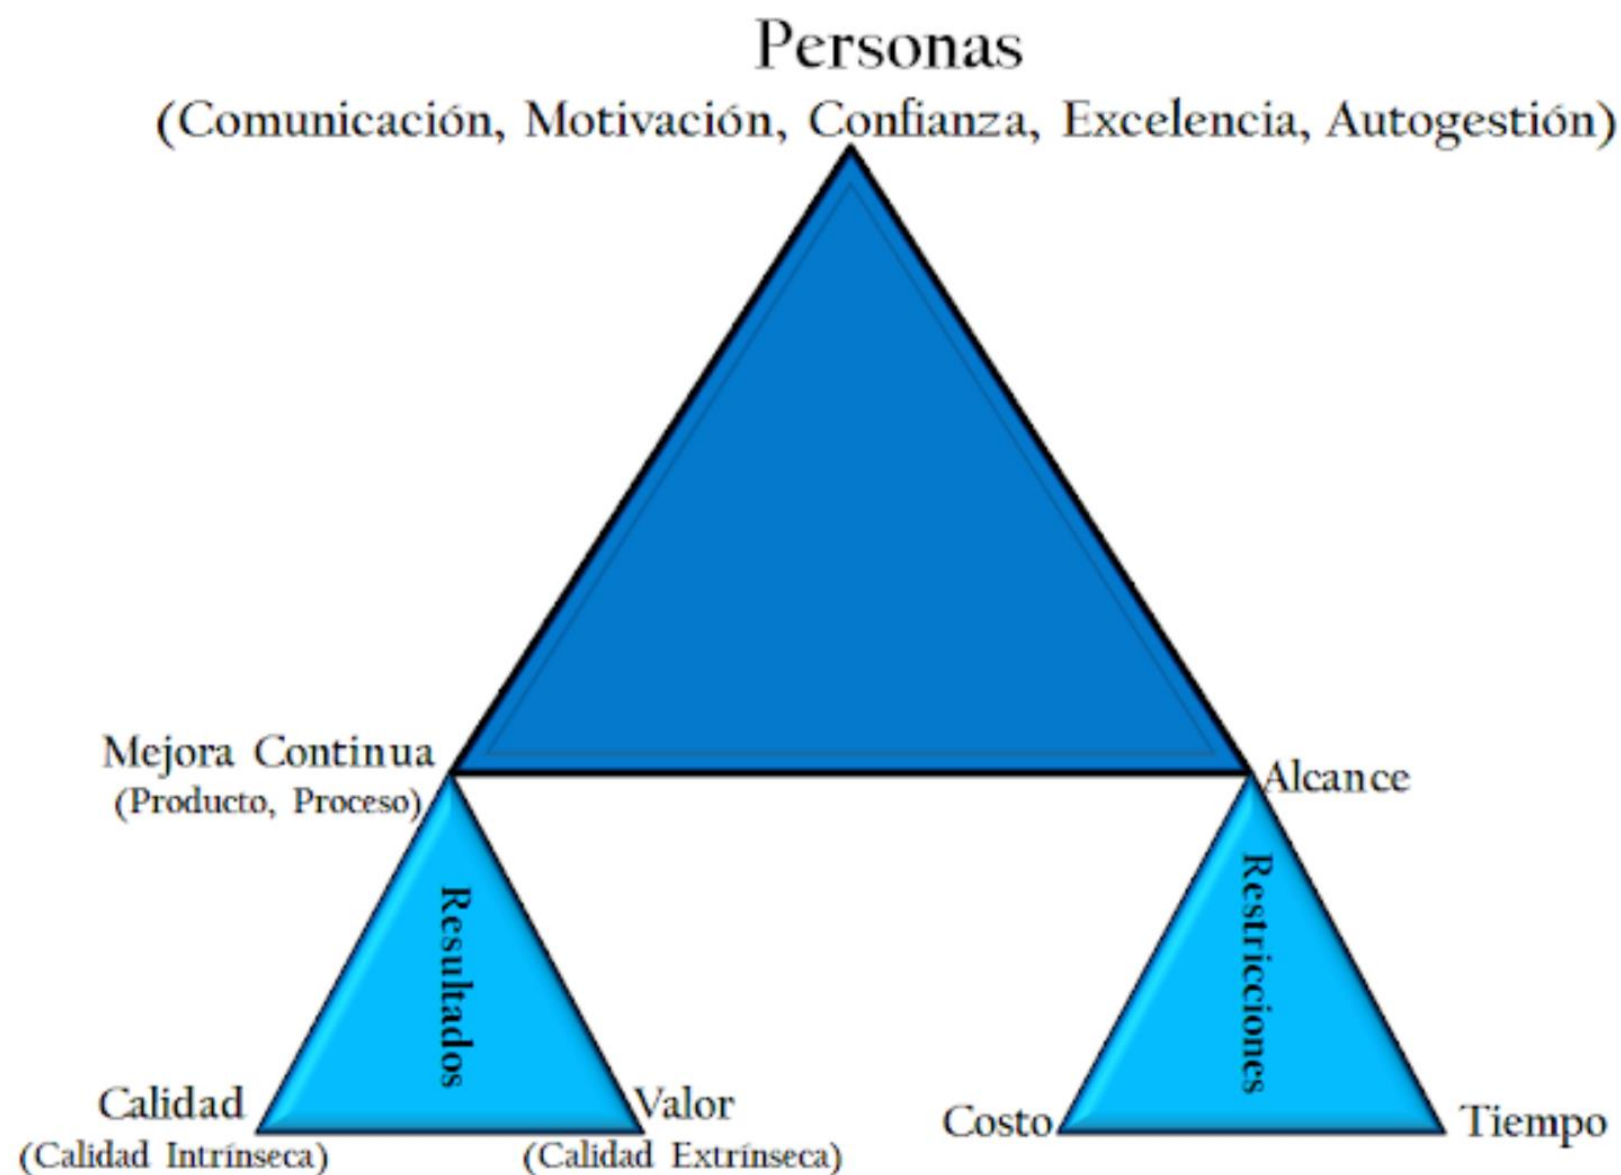 Personas
(Comunicación, Motivación, Confianza, Excelencia, Autogestión)
Mejora Continua
(Producto, Proceso)
Alcance
Resultados
Restricciones
Calidad
(Calidad Intrínseca)
Valor
(Calidad Extrínseca)
Costo
Tiempo